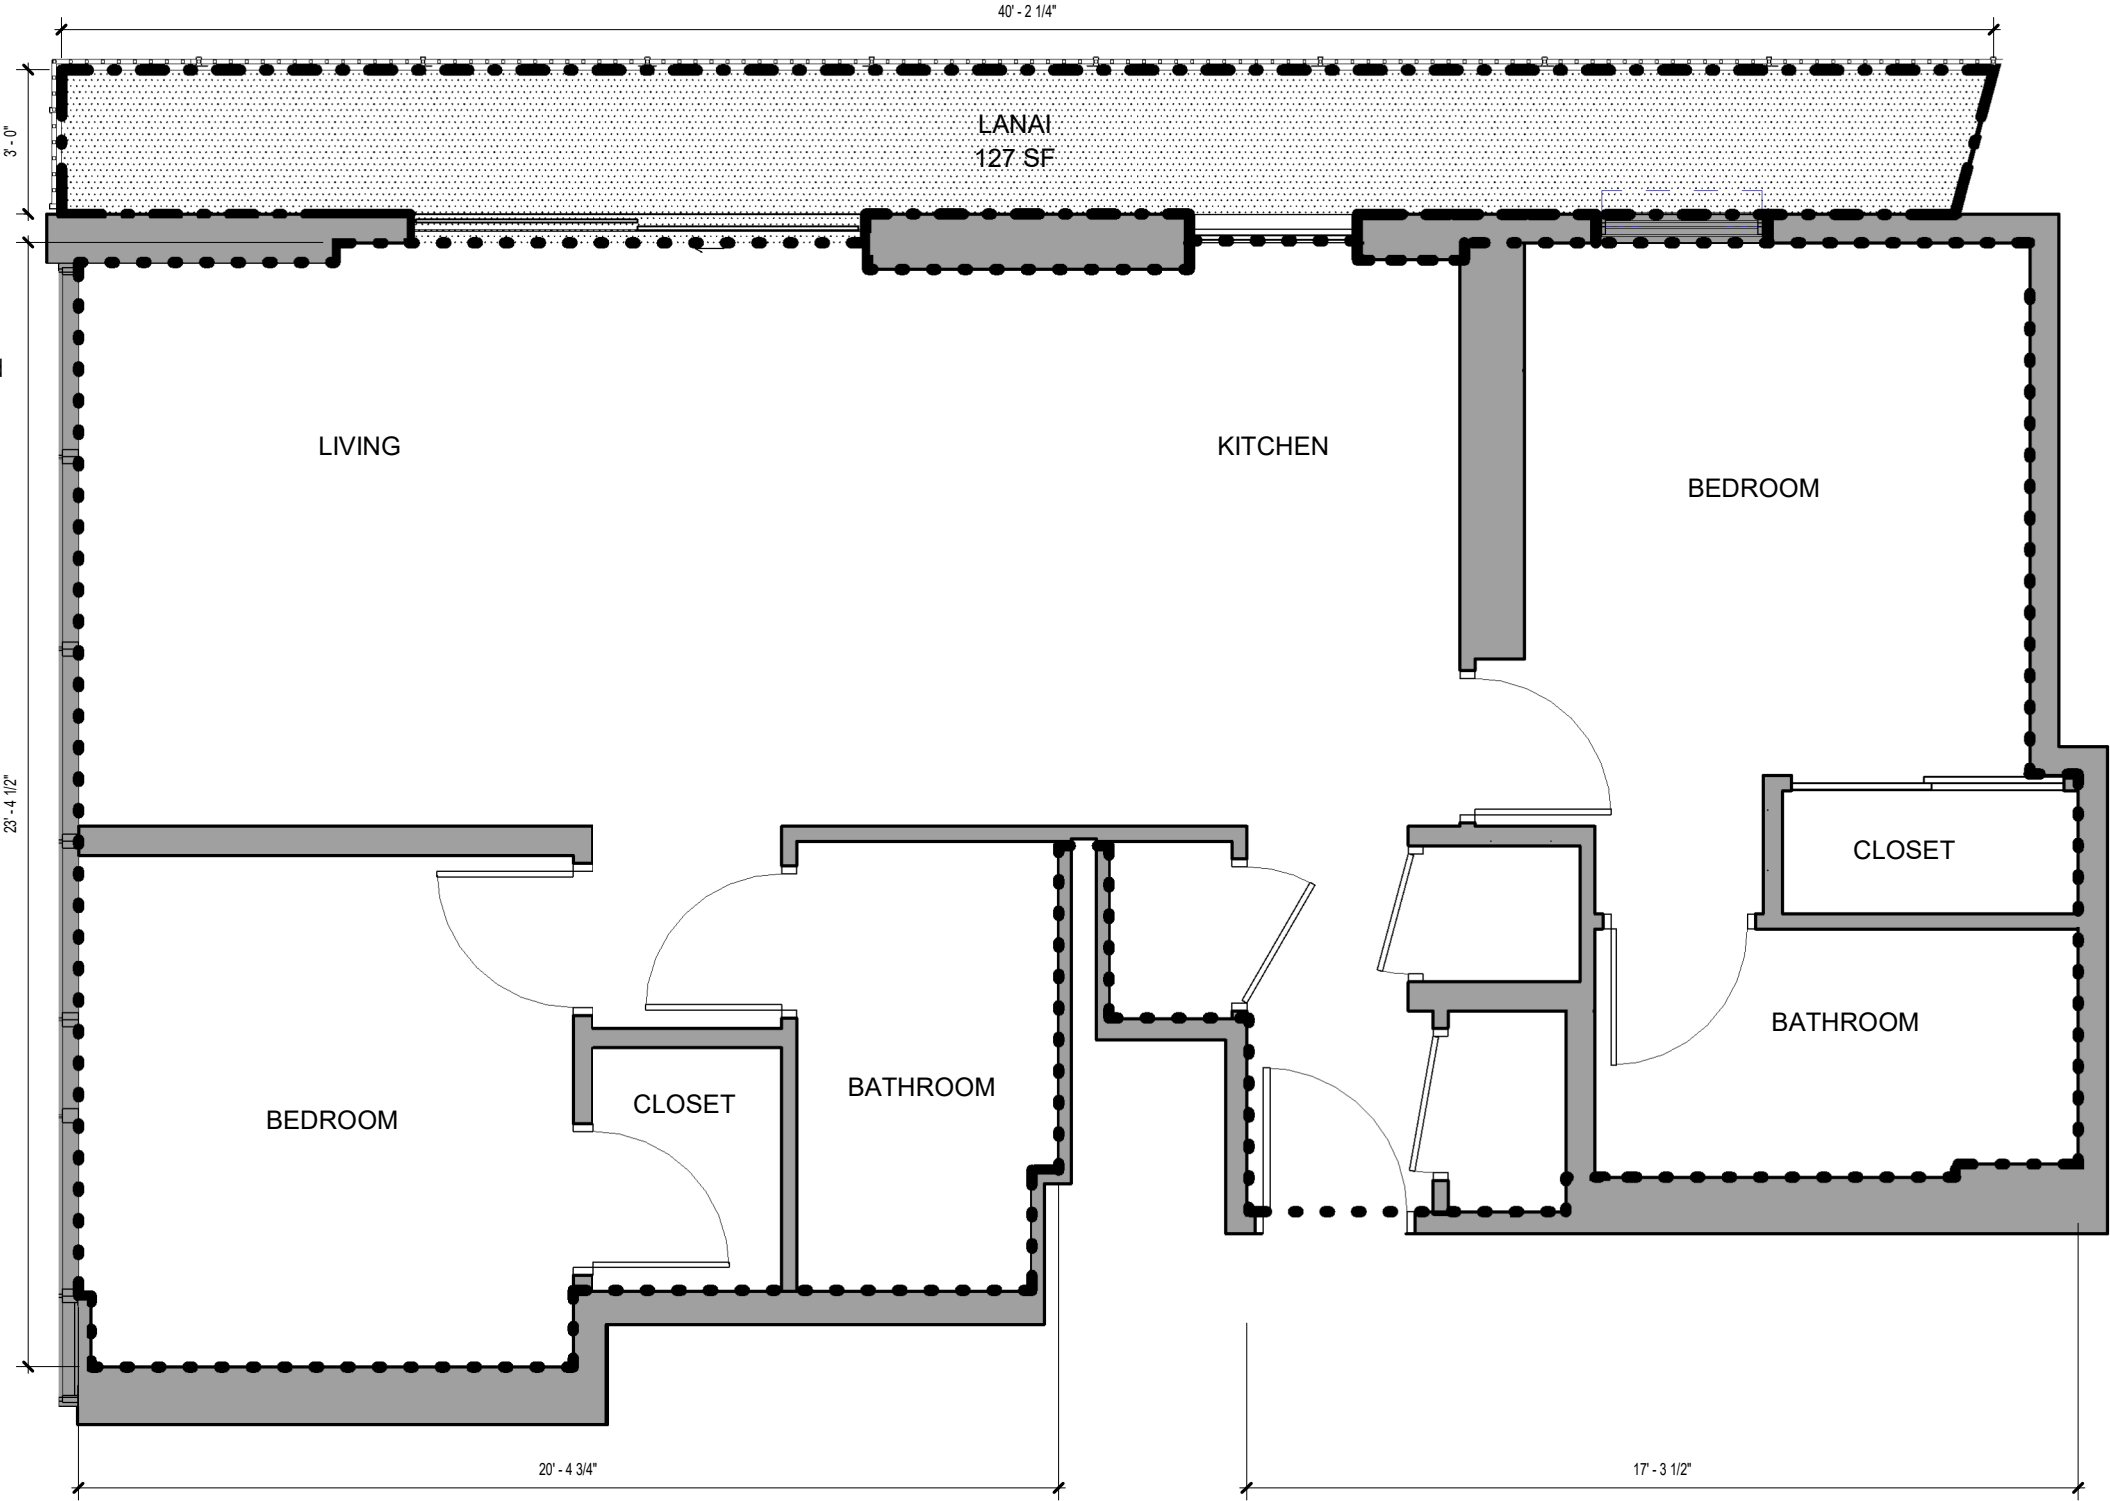 40' - 2 1/4"
3' - 0"
LANAI
127 SF
LIVING
KITCHEN
BEDROOM
23' - 4 1/2"
CLOSET
BATHROOM
BATHROOM
CLOSET
BEDROOM
20' - 4 3/4"
17' - 3 1/2"